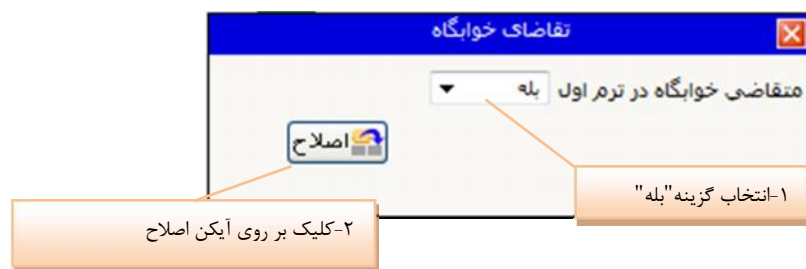 تقاضای خوابگاه
متقاضی خوابگاه در ترم اول بله
اصلاح
۱-انتخاب گزینه"بله"
۲-کلیک بر روی آیکن اصلاح